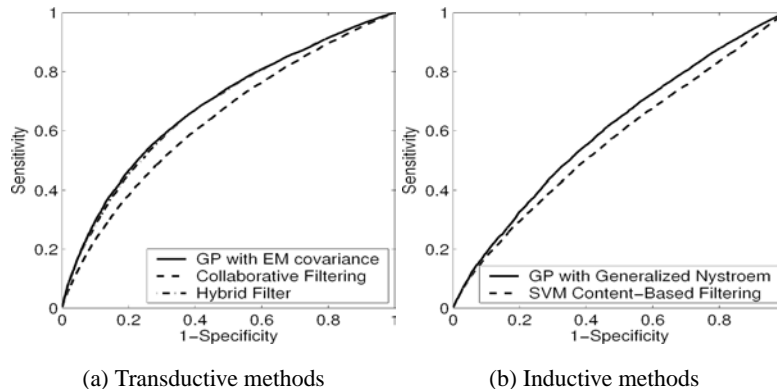 1
0.8
0.6
0.4
0.2
0
Sensitivity
0
0.2
0.4
0.6
0.8
1
1−Specificity
GP with EM covariance
Collaborative Filtering
Hybrid Filter
(a) Transductive methods
1
0.8
0.6
0.4
0.2
0
Sensitivity
0
0.2
0.4
0.6
0.8
1−Specificity
GP with Generalized Nystroem
SVM Content−Based Filtering
(b) Inductive methods